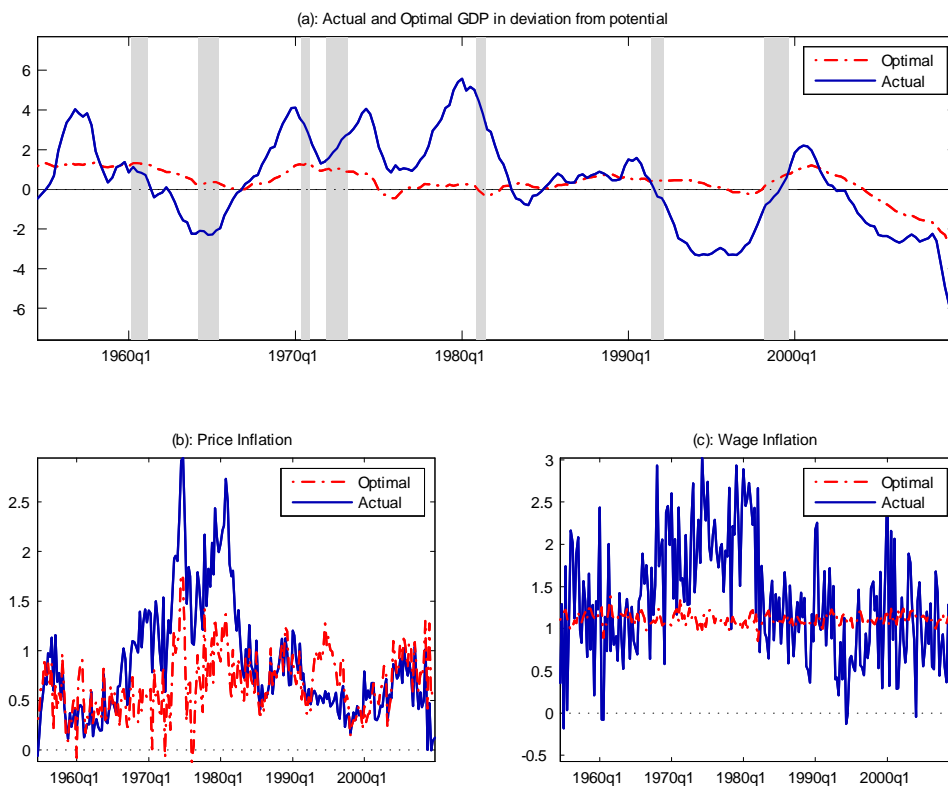 (a): Actual and Optimal GDP in deviation from potential
6
4
2
0
-2
-4
-6
Optimal
Actual
1960q1 1970q1 1980q1 1990q1 2000q1
(b): Price Inflation
2.5
2
1.5
1
0.5
0
Optimal
Actual
1960q1 1970q1 1980q1 1990q1 2000q1
(c): Wage Inflation
3
2.5
2
1.5
1
0.5
0
-0.5
Optimal
Actual
1960q1 1970q1 1980q1 1990q1 2000q1